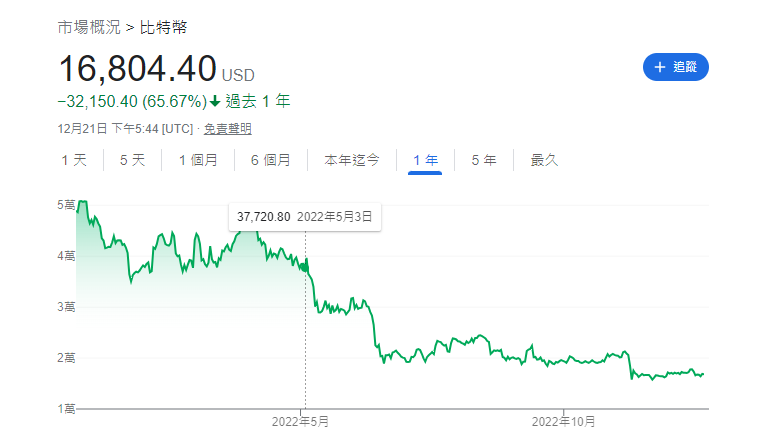 市場概況 > 比特幣
16,804.40 USD
+ 追蹤
−32,150.40 (65.67%) 過去 1 年
12月21日 下午5:44 [UTC] · 免責聲明
1 天 5 天 1 個月 6 個月 本年迄今 1 年 5 年 最久
5萬
37,720.80 2022年5月3日
4萬
3萬
2萬
1萬
2022年5月 2022年10月